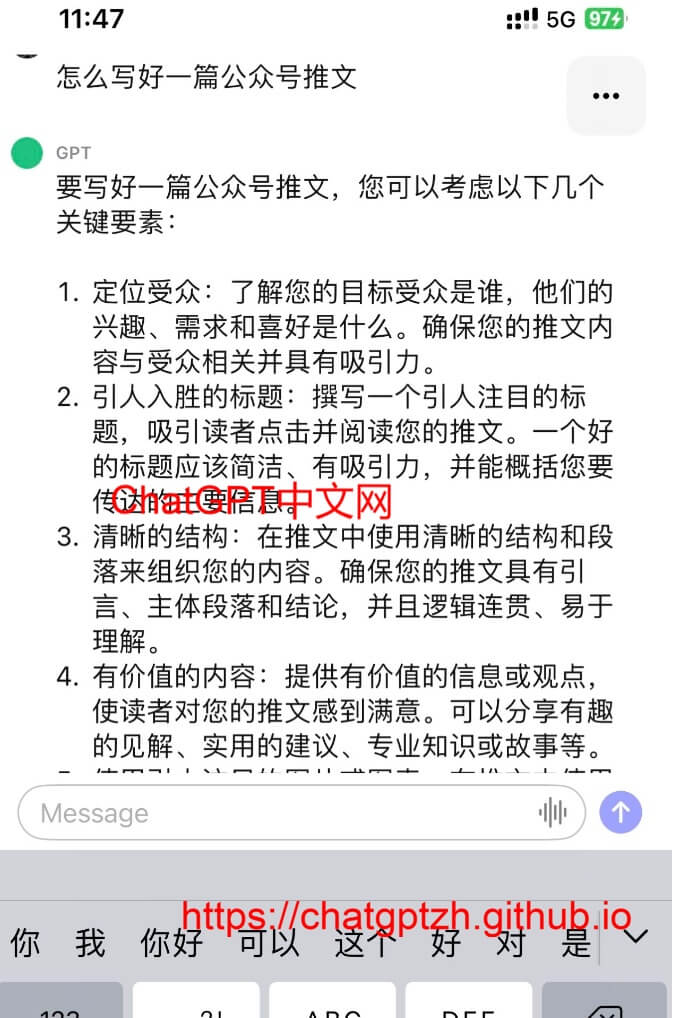 11:47
5G 97
怎么写好一篇公众号推文
GPT
要写好一篇公众号推文，您可以考虑以下几个
关键要素：
1. 定位受众：了解您的目标受众是谁，他们的
兴趣、需求和喜好是什么。确保您的推文内
容与受众相关并具有吸引力。
2. 引人入胜的标题：撰写一个引人注目的标
题，吸引读者点击并阅读您的推文。一个好
的标题应该简洁、有吸引力，并能概括您要
传达的主要信息。
ChatGPT中文网
3. 清晰的结构：在推文中使用清晰的结构和段
落来组织您的内容。确保您的推文具有引
言、主体段落和结论，并且逻辑连贯、易于
理解。
4. 有价值的内容：提供有价值的信息或观点，
使读者对您的推文感到满意。可以分享有趣
的见解、实用的建议、专业知识或故事等。
Message
https://chatgptzh.github.io
你 我 你好 可以 这个 好 对 是
123 ABC DEF